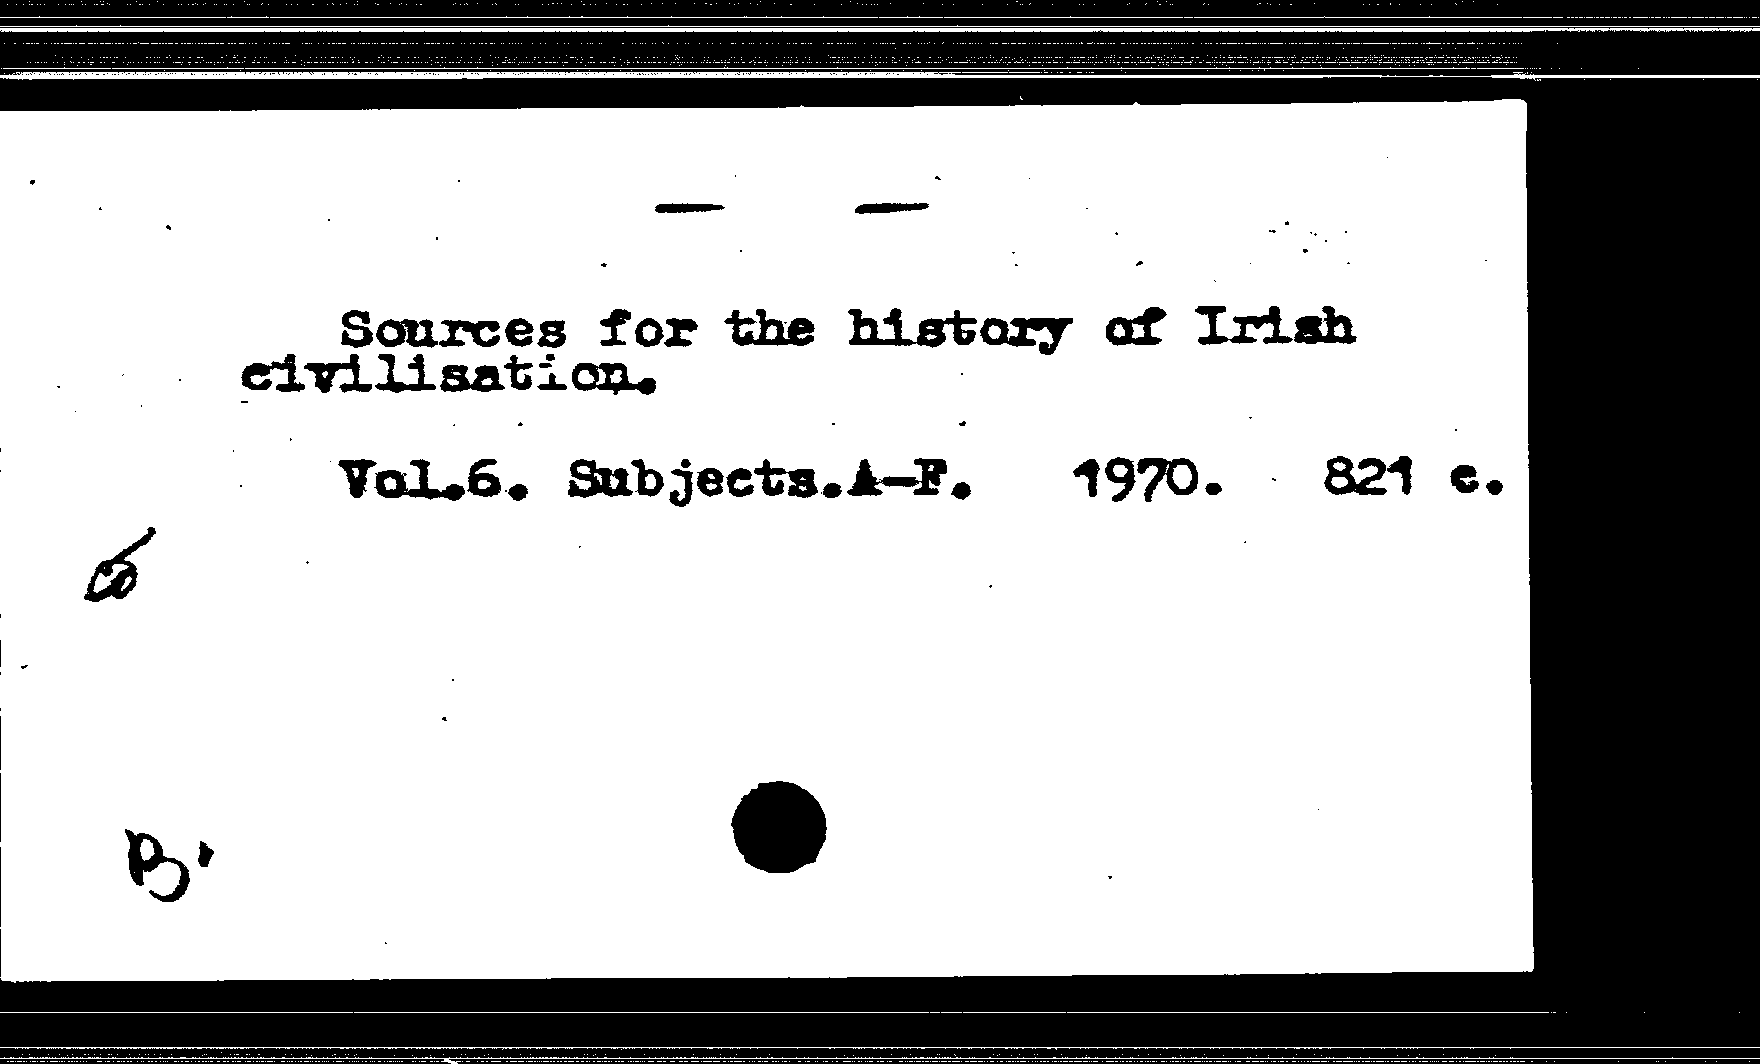 — —
Sources for the history of Irish
civilisation.
Vol.6. Subjects.A-F. 1970. 821 c.
B.